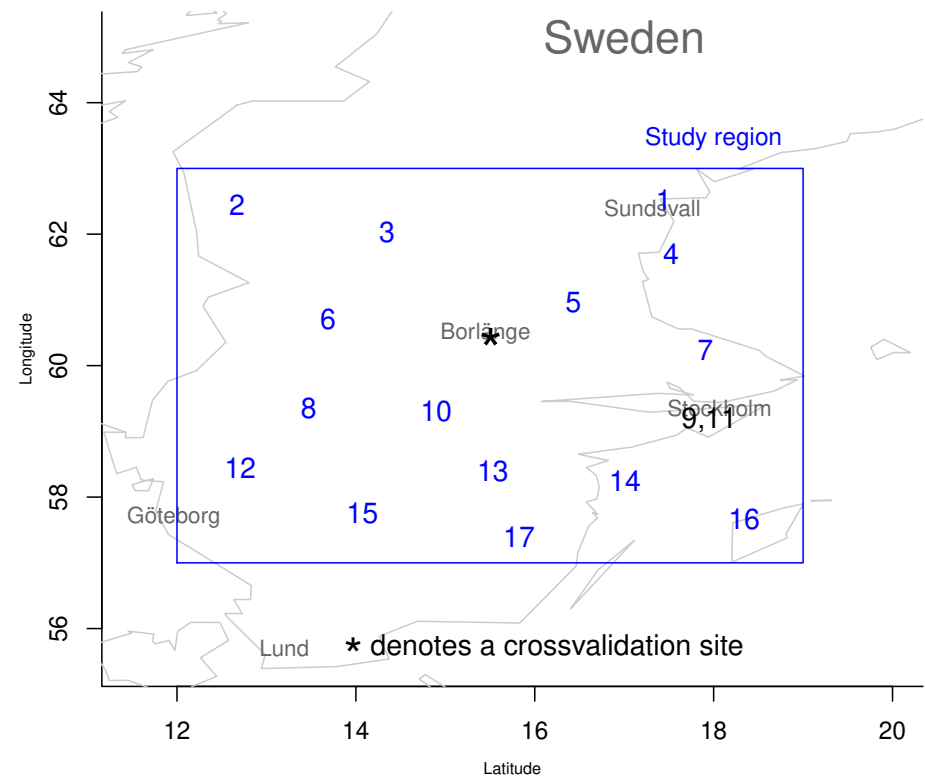 Sweden
64
Study region
2
1
Sundsvall
3
62
4
5
6
Borlänge
*
7
Longitude
60
8
10
Stockholm
9,11
12
13
14
58
15
Göteborg
16
17
56
Lund
* denotes a crossvalidation site
12 14 16 18 20
Latitude